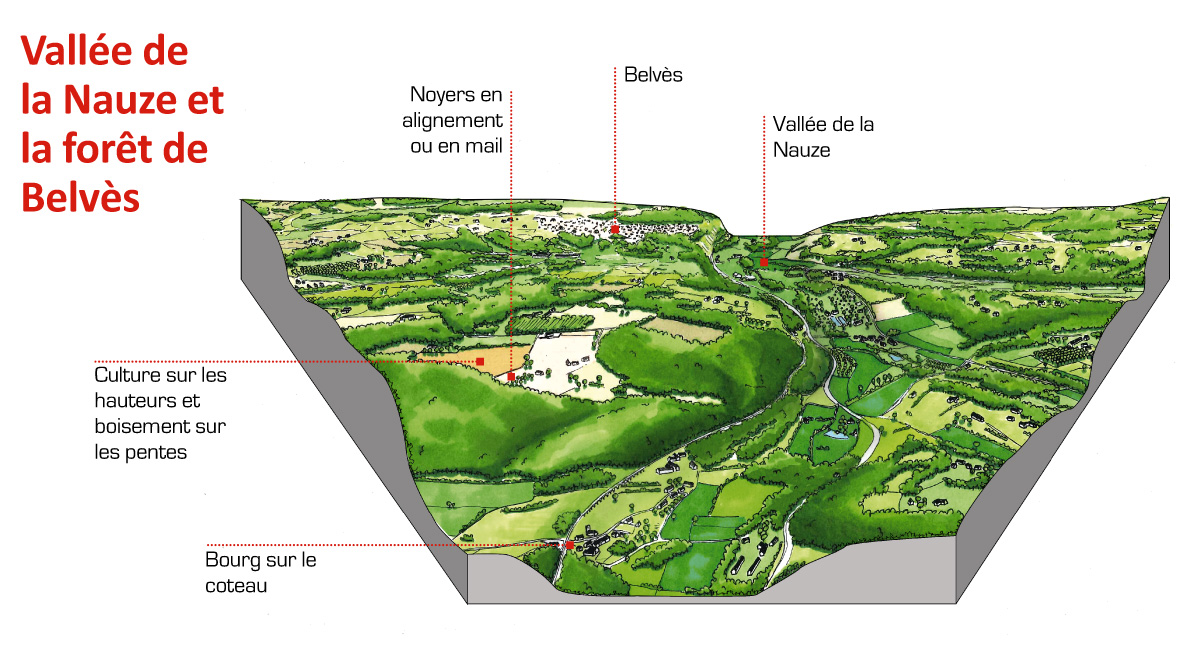 Vallée de
la Nauze et
la forêt de
Belvès
Belvès
Noyers en
alignement
ou en mail
Vallée de la
Nauze
Culture sur les
hauteurs et
boisement sur
les pentes
Bourg sur le
coteau